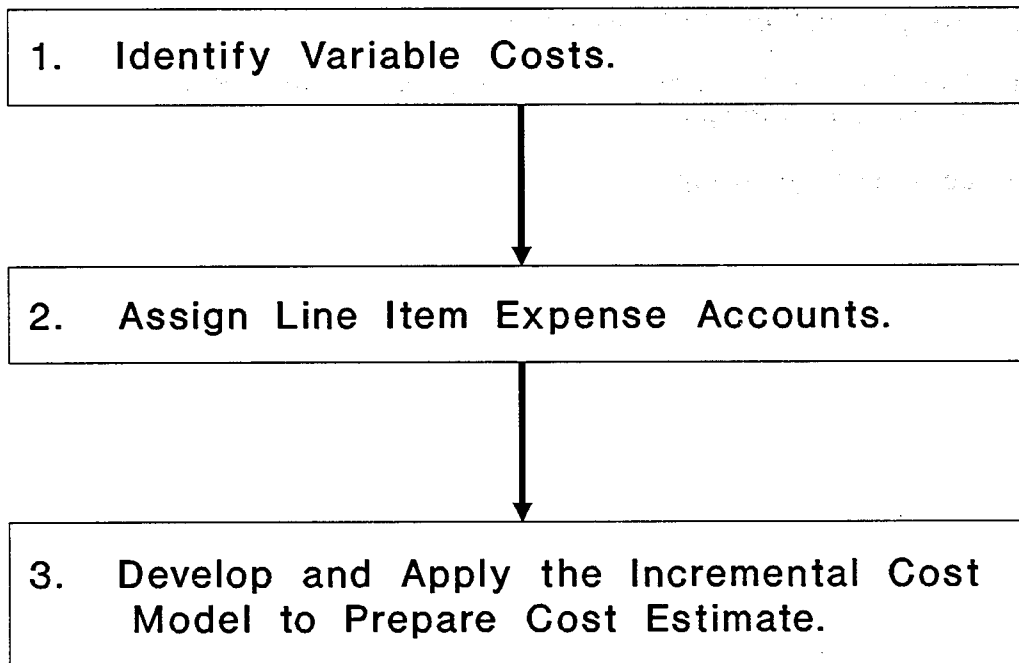 1. Identify Variable Costs.
2. Assign Line Item Expense Accounts.
3. Develop and Apply the Incremental Cost
Model to Prepare Cost Estimate.